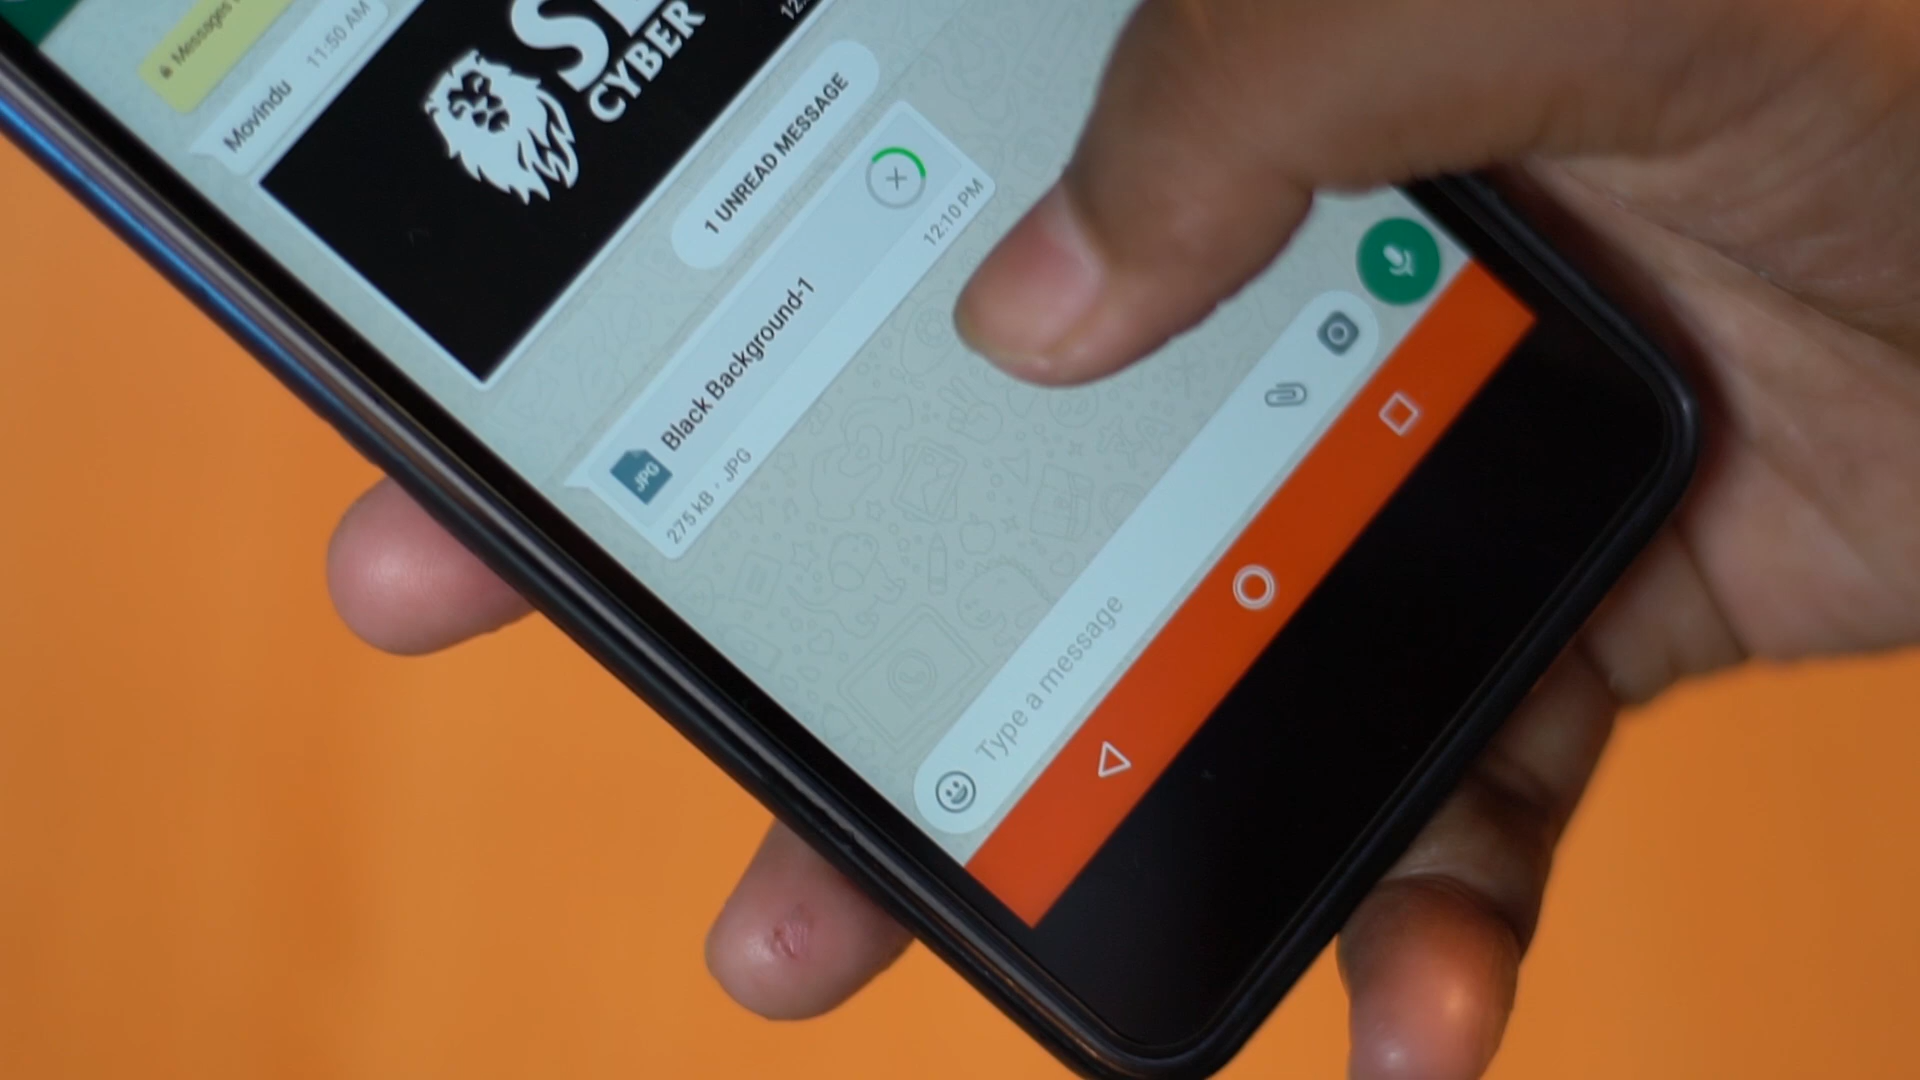 Messages
Movindu 11:50 AM
CYBER
1 UNREAD MESSAGE
JPG Black Background-1
275 kB · JPG 12:10 PM
Type a message